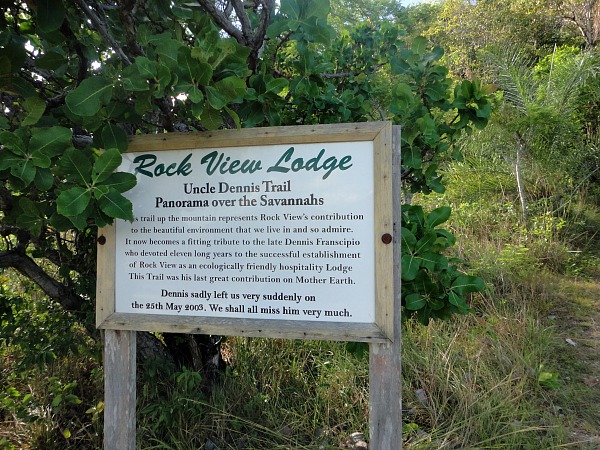 Rock View Lodge
Uncle Dennis Trail
Panorama over the Savannahs
trail up the mountain represents Rock View's contribution
to the beautiful environment that we live in and so admire.
It now becomes a fitting tribute to the late Dennis Franscipio
who devoted eleven long years to the successful establishment
of Rock View as an ecologically friendly hospitality Lodge
This Trail was his last great contribution on Mother Earth.
Dennis sadly left us very suddenly on
the 25th May 2003. We shall all miss him very much.